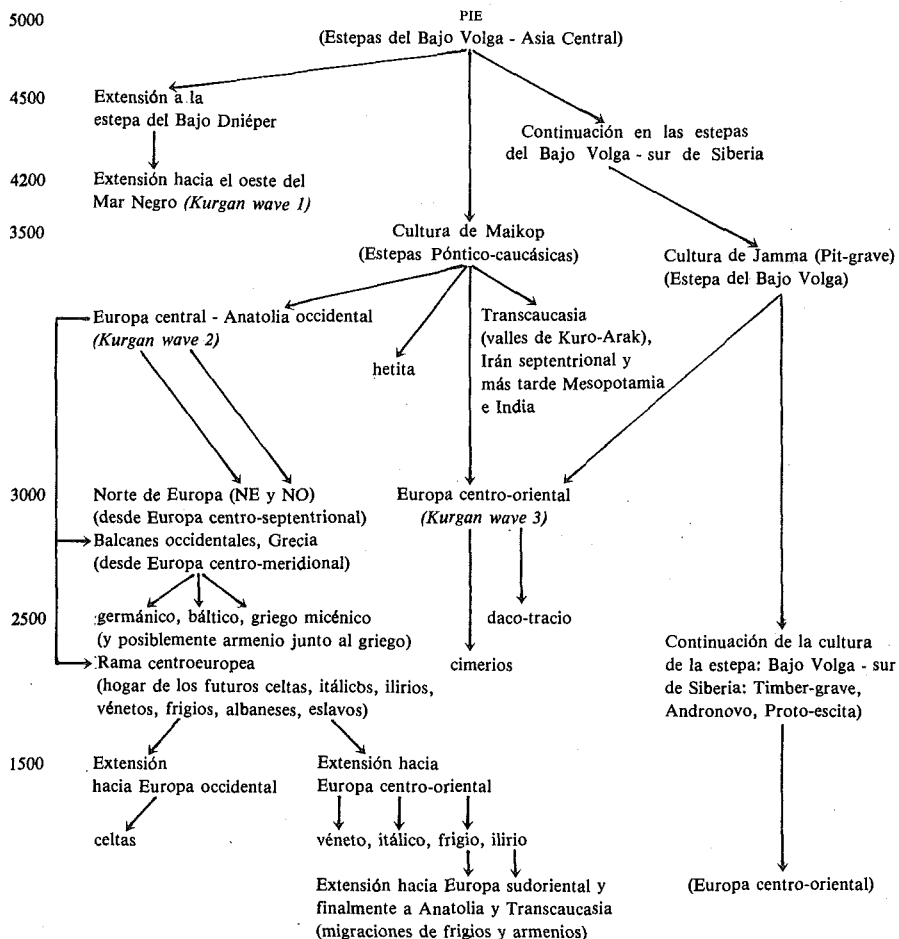 5000
PIE
(Estepas del Bajo Volga - Asia Central)
4500
Extensión a la
estepa del Bajo Dniéper
Continuación en las estepas
del Bajo Volga - sur de Siberia
4200
Extensión hacia el oeste del
Mar Negro (Kurgan wave 1)
3500
Cultura de Maikop
(Estepas Póntico-caucásicas)
Cultura de Jamma (Pit-grave)
(Estepa del Bajo Volga)
Europa central - Anatolia occidental
(Kurgan wave 2)
hetita
Transcaucasia
(valles de Kuro-Arak),
Irán septentrional y
más tarde Mesopotamia
e India
3000
Norte de Europa (NE y NO)
(desde Europa centro-septentrional)
Balcanes occidentales, Grecia
(desde Europa centro-meridional)
Europa centro-oriental
(Kurgan wave 3)
2500
germánico, báltico, griego micénico
(y posiblemente armenio junto al griego)
Rama centroeuropea
(hogar de los futuros celtas, itálicos, ilirios,
vénetos, frigios, albaneses, eslavos)
daco-tracio
cimerios
Continuación de la cultura
de la estepa: Bajo Volga - sur
de Siberia: Timber-grave,
Andronovo, Proto-escita)
1500
Extensión
hacia Europa occidental
Extensión hacia
Europa centro-oriental
celtas
véneto, itálico, frigio, ilirio
Extensión hacia Europa sudoriental y
finalmente a Anatolia y Transcaucasia
(migraciones de frigios y armenios)
(Europa centro-oriental)